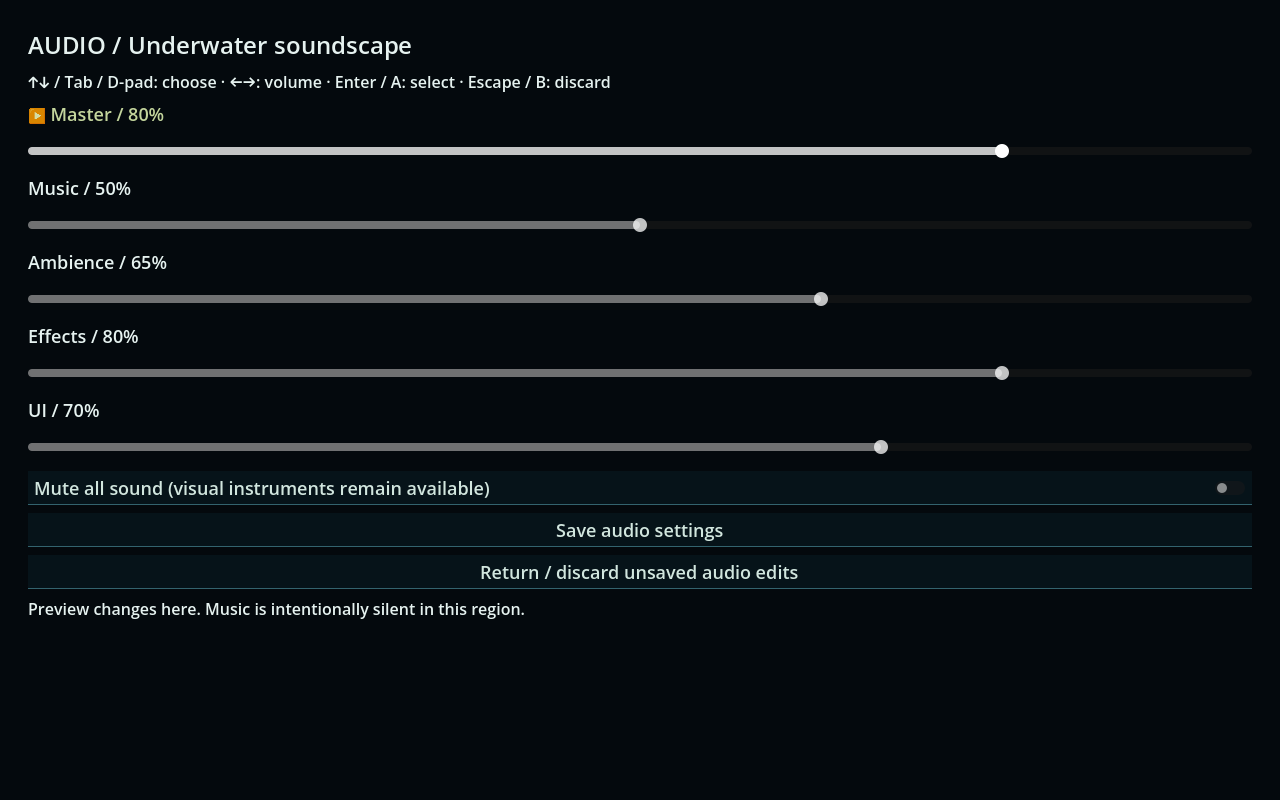 AUDIO / Underwater soundscape
↑↓ / Tab / D-pad: choose · ←→: volume · Enter / A: select · Escape / B: discard
▶️ Master / 80%
Music / 50%
Ambience / 65%
Effects / 80%
UI / 70%
Mute all sound (visual instruments remain available)
Save audio settings
Return / discard unsaved audio edits
Preview changes here. Music is intentionally silent in this region.